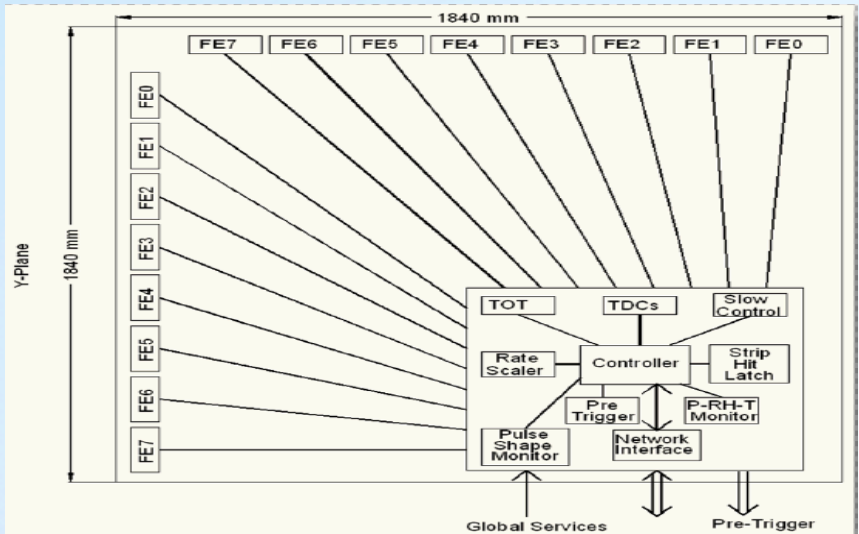 1840 mm
FE7 FE6 FE5 FE4 FE3 FE2 FE1 FE0
FE0
FE1
FE2
FE3
FE4
FE5
FE6
FE7
Y-Plane
1840 mm
TOT
TDCs
Slow
Control
Rate
Scaler
Controller
Strip
Hit
Latch
Pre
Trigger
P-RH-T
Monitor
Pulse
Shape
Monitor
Network
Interface
Global Services
Pre-Trigger